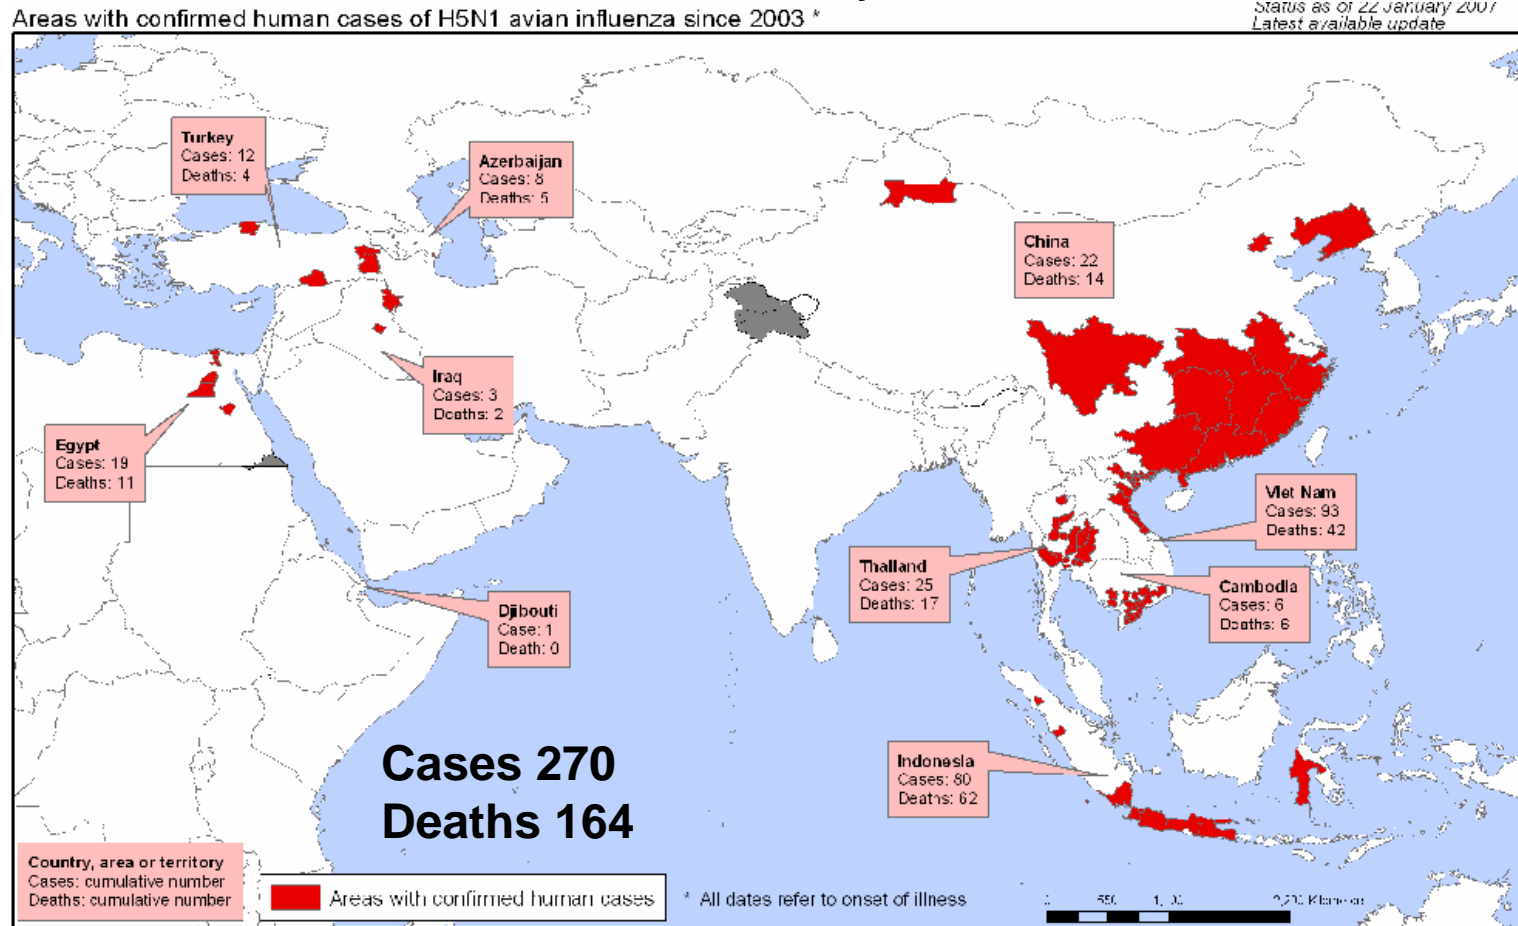 Areas with confirmed human cases of H5N1 avian influenza since 2003 *
Status as of 22 January 2007
Latest available update
Turkey
Cases: 12
Deaths: 4
Azerbaijan
Cases: 8
Deaths: 5
China
Cases: 22
Deaths: 14
Iraq
Cases: 3
Deaths: 2
Egypt
Cases: 19
Deaths: 11
Viet Nam
Cases: 93
Deaths: 42
Thailand
Cases: 25
Deaths: 17
Cambodia
Cases: 6
Deaths: 6
Djibouti
Case: 1
Death: 0
Indonesia
Cases: 80
Deaths: 62
Cases 270
Deaths 164
Country, area or territory
Cases: cumulative number
Deaths: cumulative number
Areas with confirmed human cases
* All dates refer to onset of illness
0 550 Kilometers